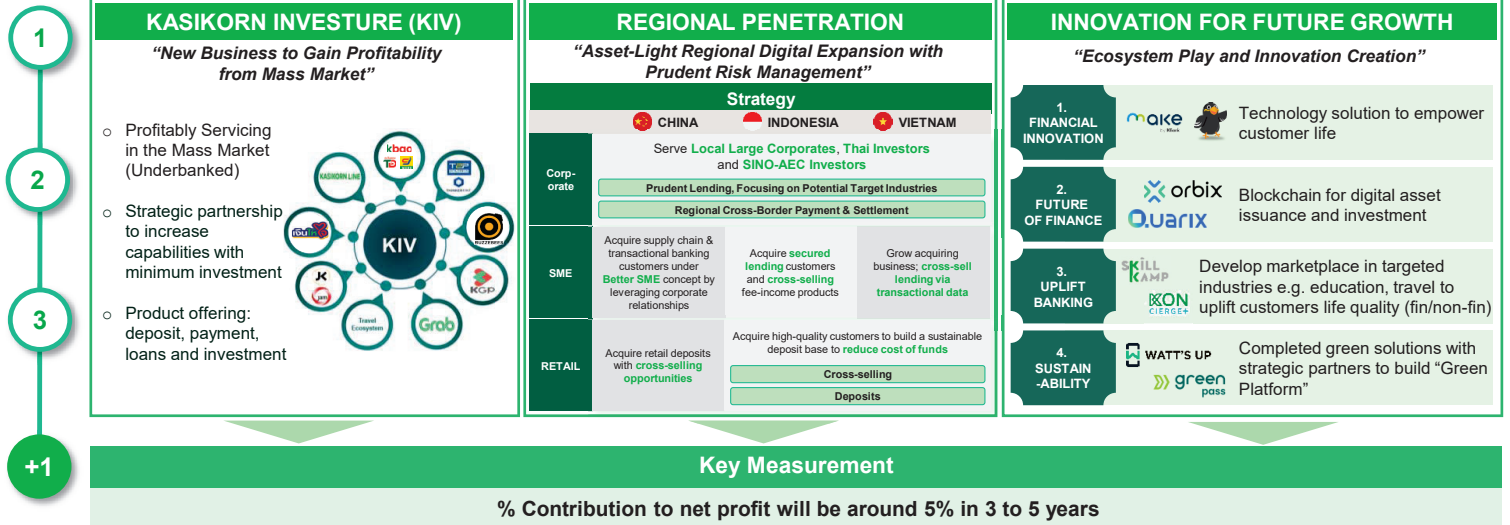 1
2
3
+1
KASIKORN INVESTURE (KIV)
“New Business to Gain Profitability
from Mass Market”
o Profitably Servicing
in the Mass Market
(Underbanked)
o Strategic partnership
to increase
capabilities with
minimum investment
o Product offering:
deposit, payment,
loans and investment
KIV
kbao
KASIKORN LINE
BUZZEBEES
JK
jaym
KGP
Travel
Ecosystem
Grab
REGIONAL PENETRATION
“Asset-Light Regional Digital Expansion with
Prudent Risk Management”
Strategy
CHINA
INDONESIA
VIETNAM
Corp-
orate
Serve Local Large Corporates, Thai Investors
and SINO-AEC Investors
Prudent Lending, Focusing on Potential Target Industries
Regional Cross-Border Payment & Settlement
SME
Acquire supply chain &
transactional banking
customers under
Better SME concept by
leveraging corporate
relationships
Acquire secured
lending customers
and cross-selling
fee-income products
Grow acquiring
business; cross-sell
lending via
transactional data
RETAIL
Acquire retail deposits
with cross-selling
opportunities
Acquire high-quality customers to build a sustainable
deposit base to reduce cost of funds
Cross-selling
Deposits
INNOVATION FOR FUTURE GROWTH
“Ecosystem Play and Innovation Creation”
1.
FINANCIAL
INNOVATION
make
by KBank
Technology solution to empower
customer life
2.
FUTURE
OF FINANCE
orbix
Quarix
Blockchain for digital asset
issuance and investment
3.
UPLIFT
BANKING
SKILL
KAMP
KON
CIERGE+
Develop marketplace in targeted
industries e.g. education, travel to
uplift customers life quality (fin/non-fin)
4.
SUSTAIN
-ABILITY
WATT'S UP
green
pass
Completed green solutions with
strategic partners to build “Green
Platform”
Key Measurement
% Contribution to net profit will be around 5% in 3 to 5 years